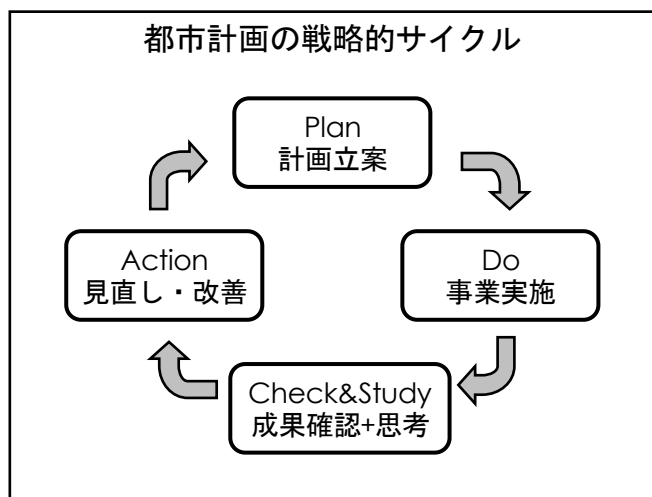 都市計画の戦略的サイクル
Plan
計画立案
Do
事業実施
Check&Study
成果確認+思考
Action
見直し・改善